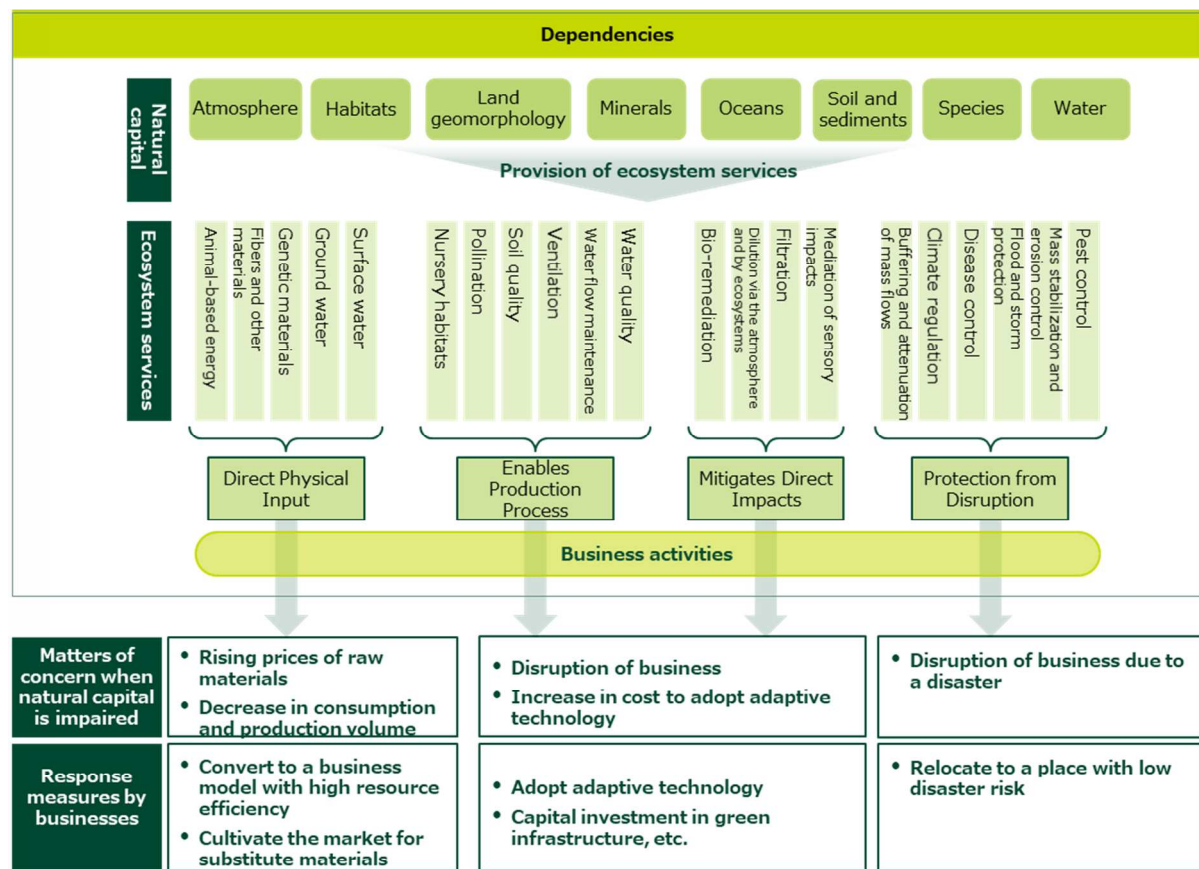 Dependencies
Natural
capital
Atmosphere
Habitats
Land
geomorphology
Minerals
Oceans
Soil and
sediments
Species
Water
Provision of ecosystem services
Ecosystem services
Animal-based energy
Fibers and other
materials
Genetic materials
Ground water
Surface water
Nursery habitats
Pollination
Soil quality
Ventilation
Water flow maintenance
Water quality
Bio-remediation
Dilution via the atmosphere
and by ecosystems
Filtration
Mediation of sensory
impacts
Buffering and attenuation
of mass flows
Climate regulation
Disease control
Flood and storm
protection
Mass stabilization and
erosion control
Pest control
Direct Physical
Input
Enables
Production
Process
Mitigates Direct
Impacts
Protection from
Disruption
Business activities
Matters of
concern when
natural capital
is impaired
• Rising prices of raw
materials
• Decrease in consumption
and production volume
• Disruption of business
• Increase in cost to adopt adaptive
technology
• Disruption of business due to
a disaster
Response
measures by
businesses
• Convert to a business
model with high resource
efficiency
• Cultivate the market for
substitute materials
• Adopt adaptive technology
• Capital investment in green
infrastructure, etc.
• Relocate to a place with low
disaster risk